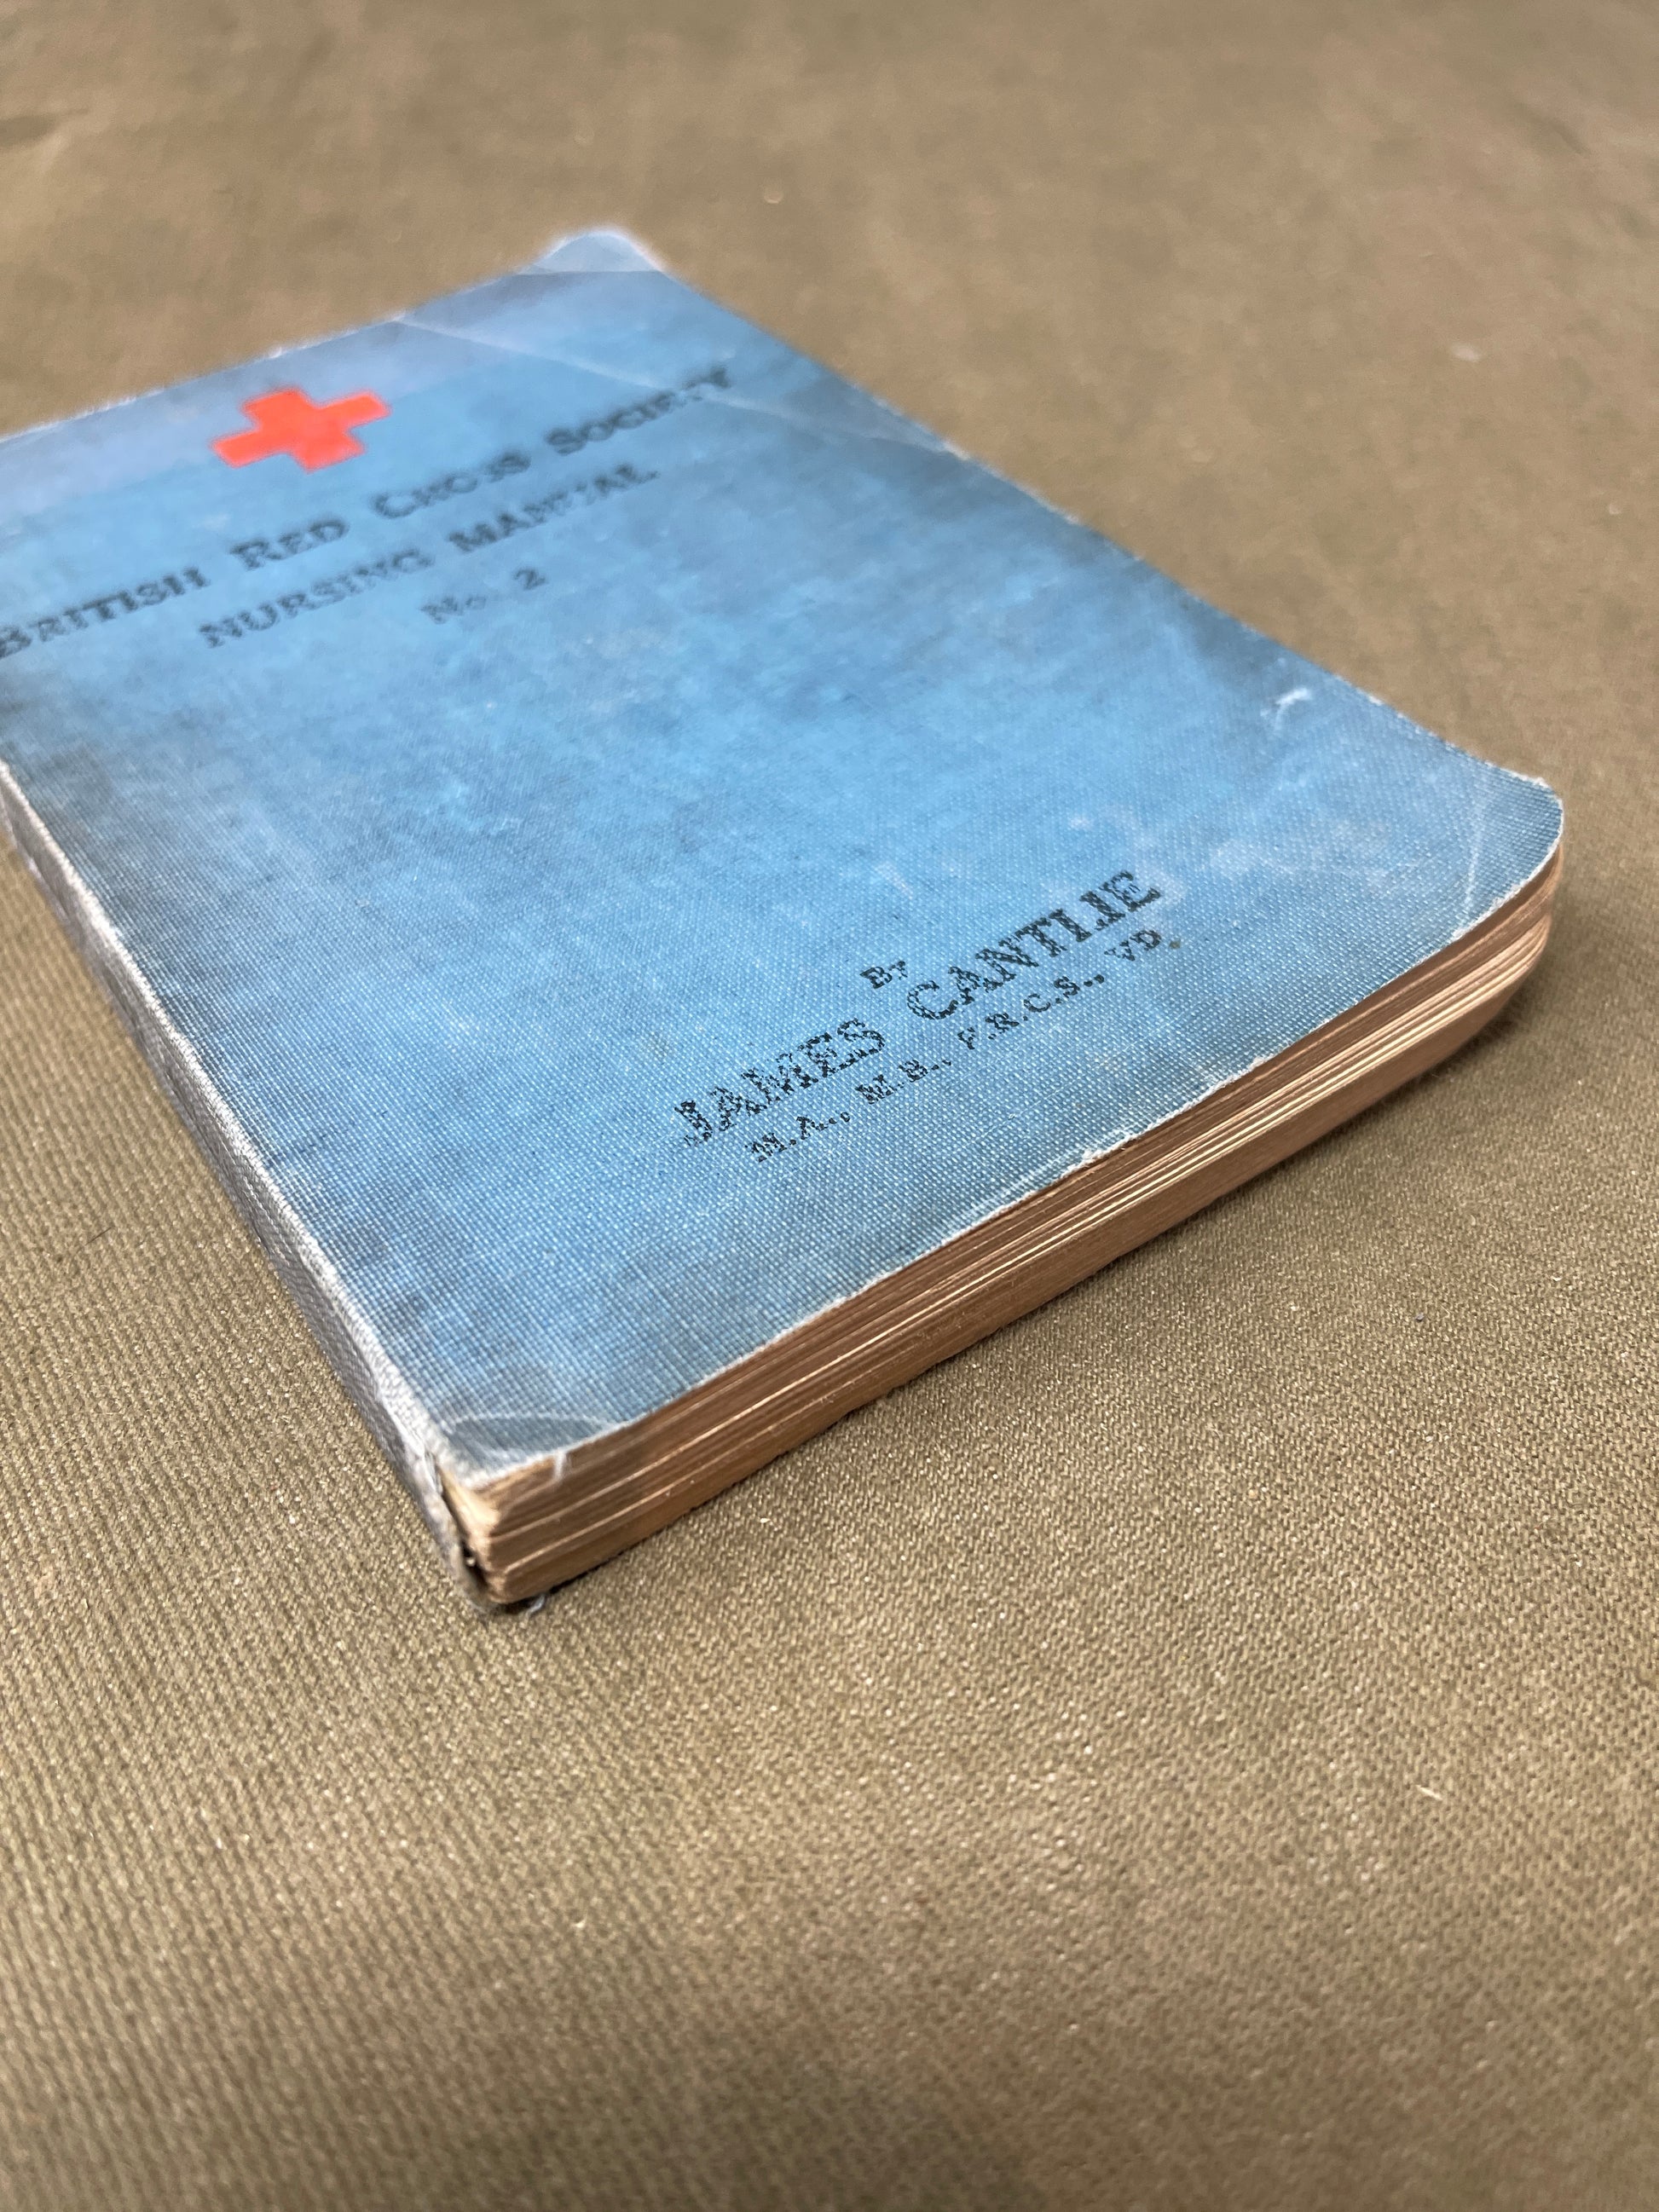 BRITISH RED CROSS SOCIETY
NURSING MANUAL
No. 2
BY
JAMES CANTLIE
M.A., M.B., F.R.C.S., V.D.